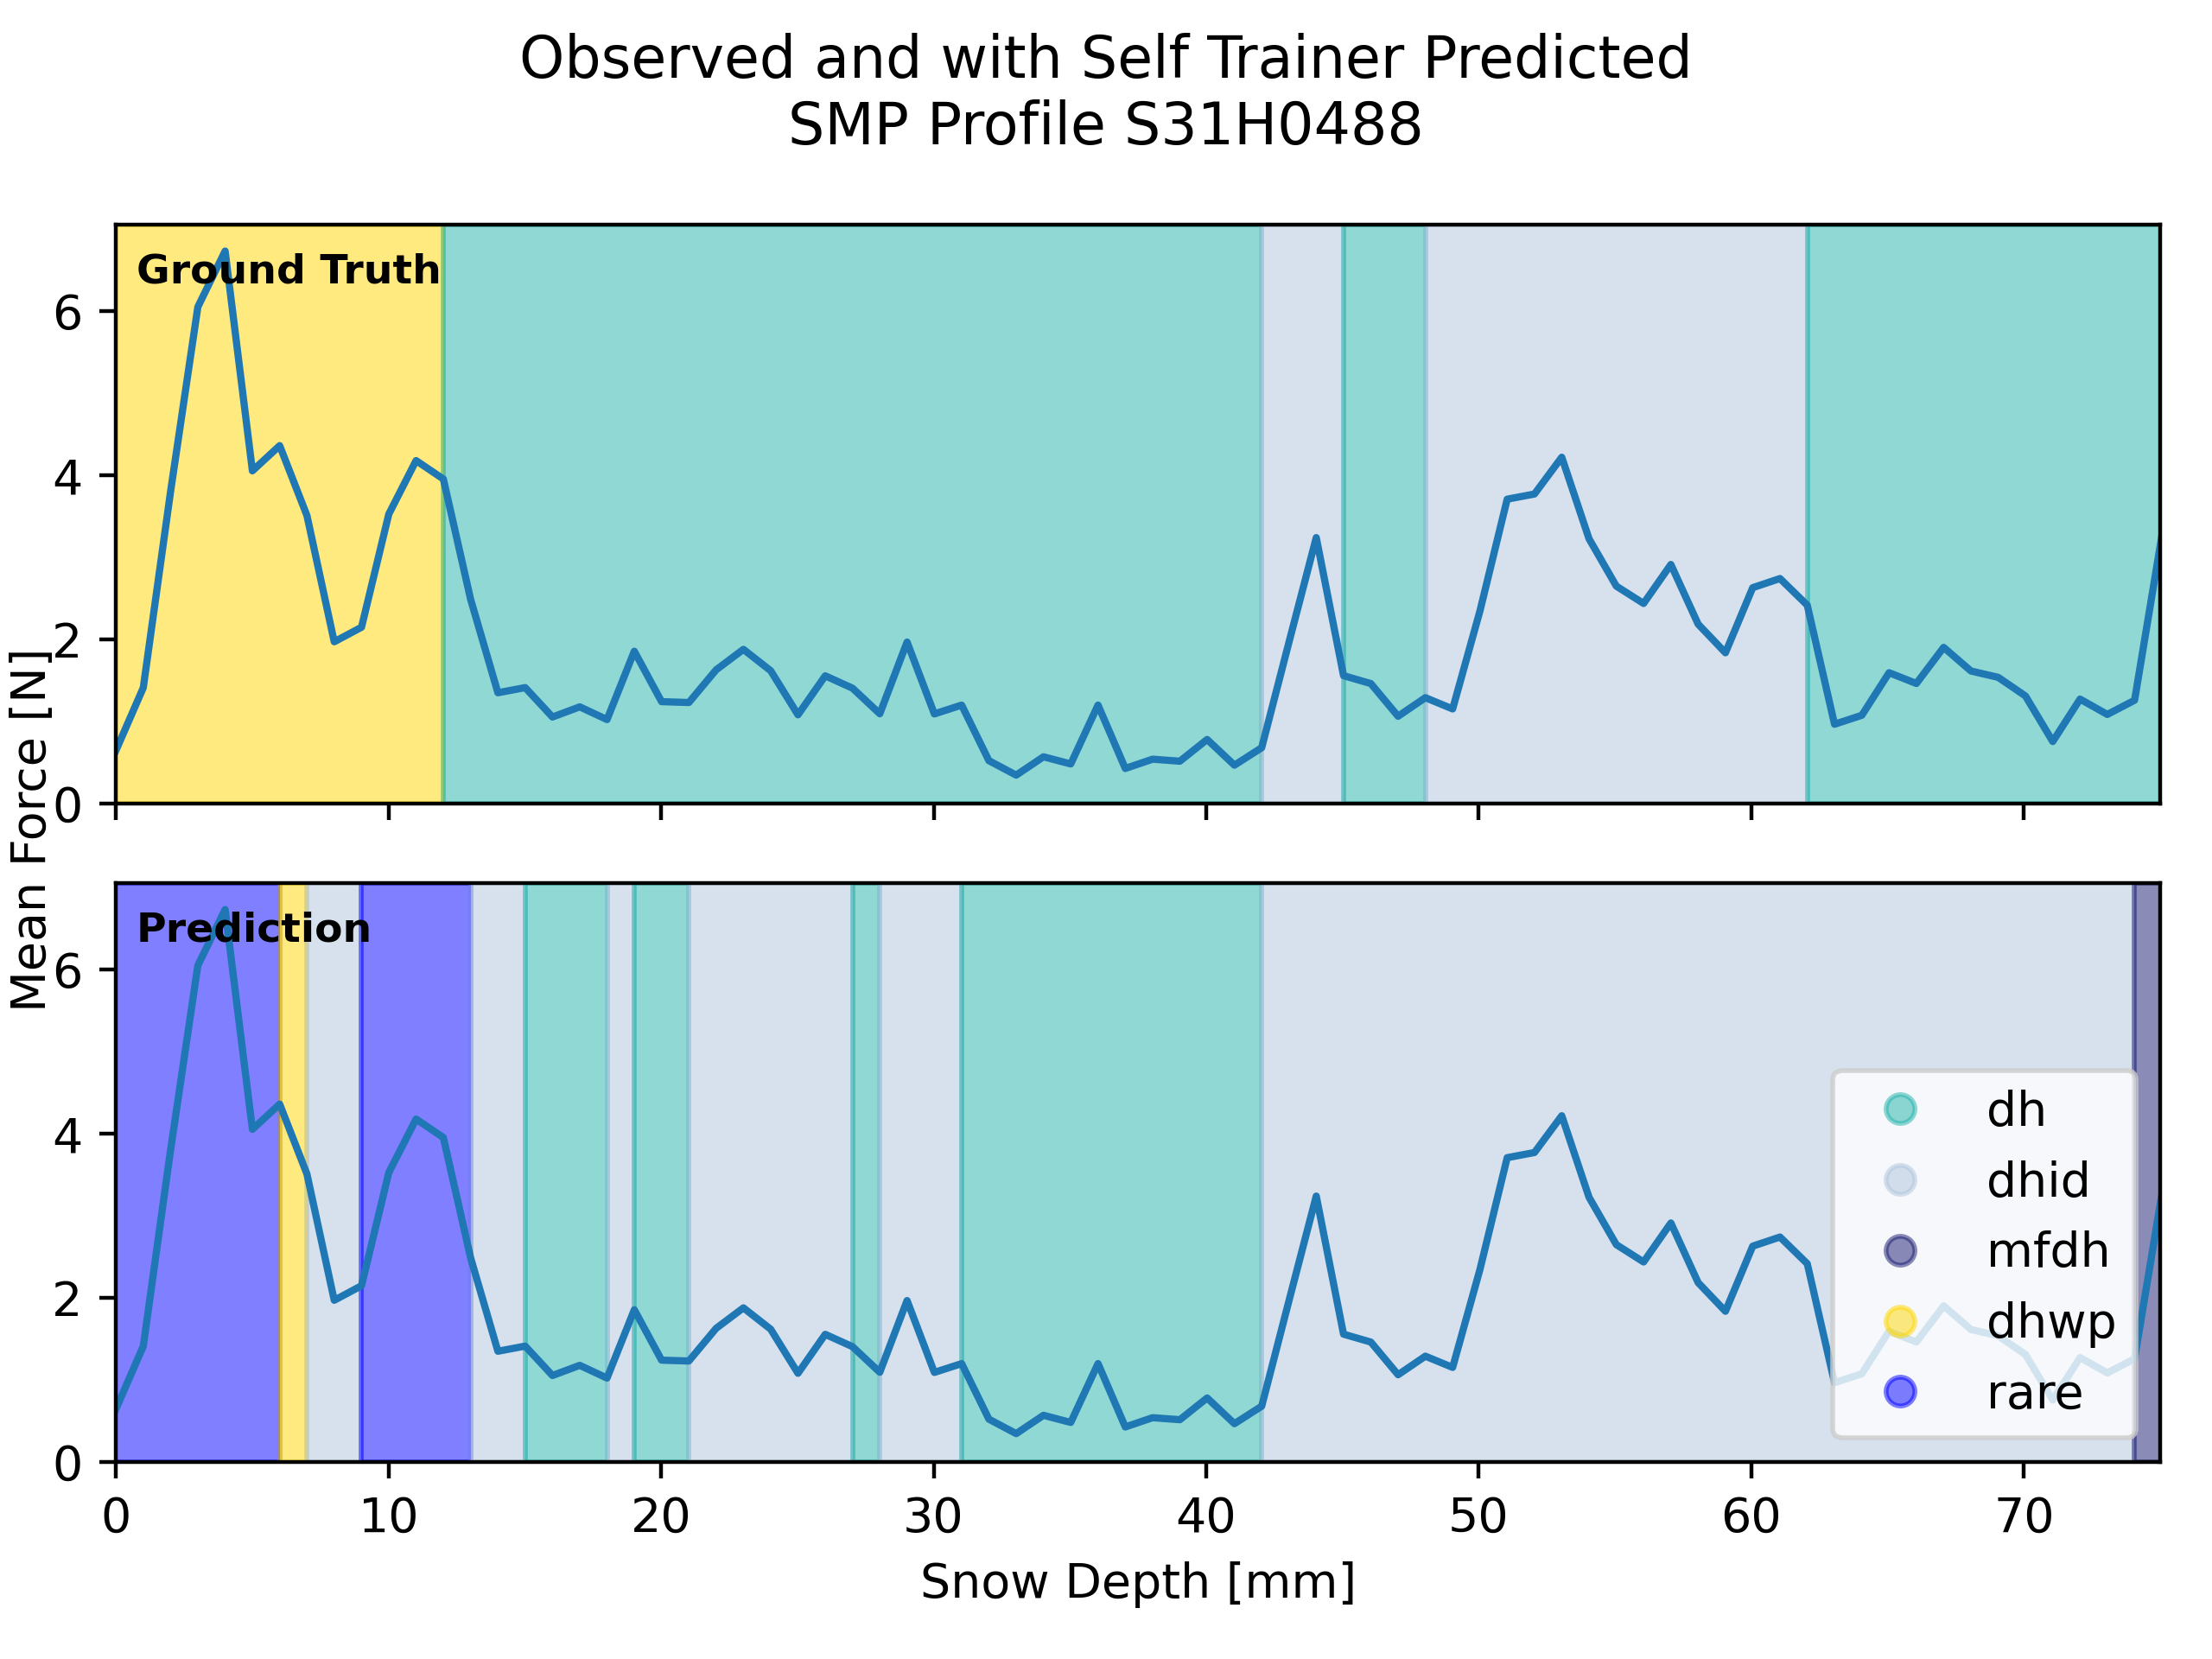 Observed and with Self Trainer Predicted
SMP Profile S31H0488
Mean Force [N]
Ground Truth
6
4
2
0
Prediction
6
4
2
0
dh
dhid
mfdh
dhwp
rare
0 10 20 30 40 50 60 70
Snow Depth [mm]